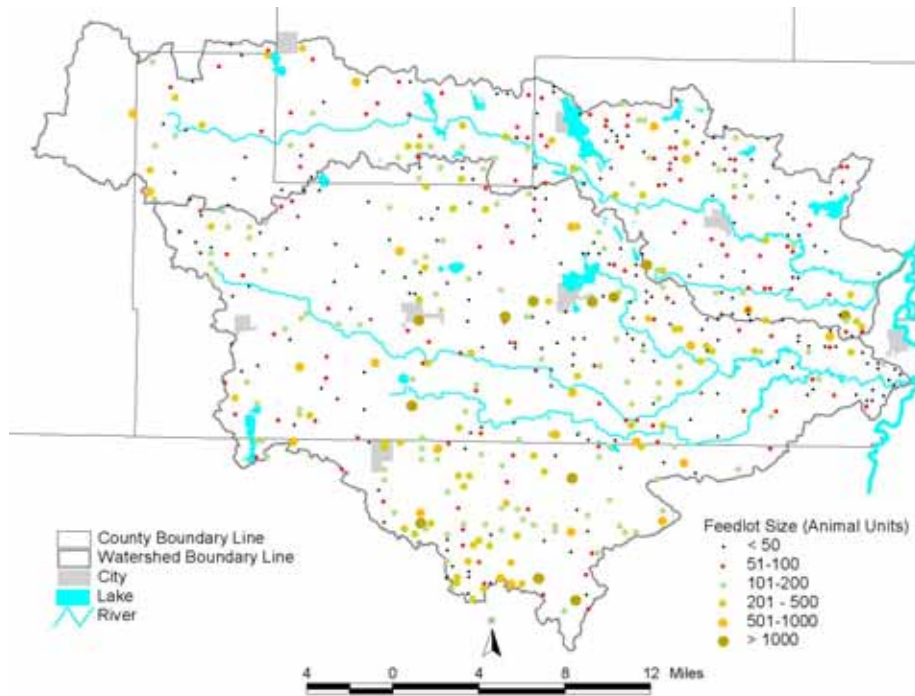 County Boundary Line
Watershed Boundary Line
City
Lake
River
Feedlot Size (Animal Units)
< 50
51-100
101-200
201 - 500
501-1000
> 1000
4 0 4 8 12 Miles